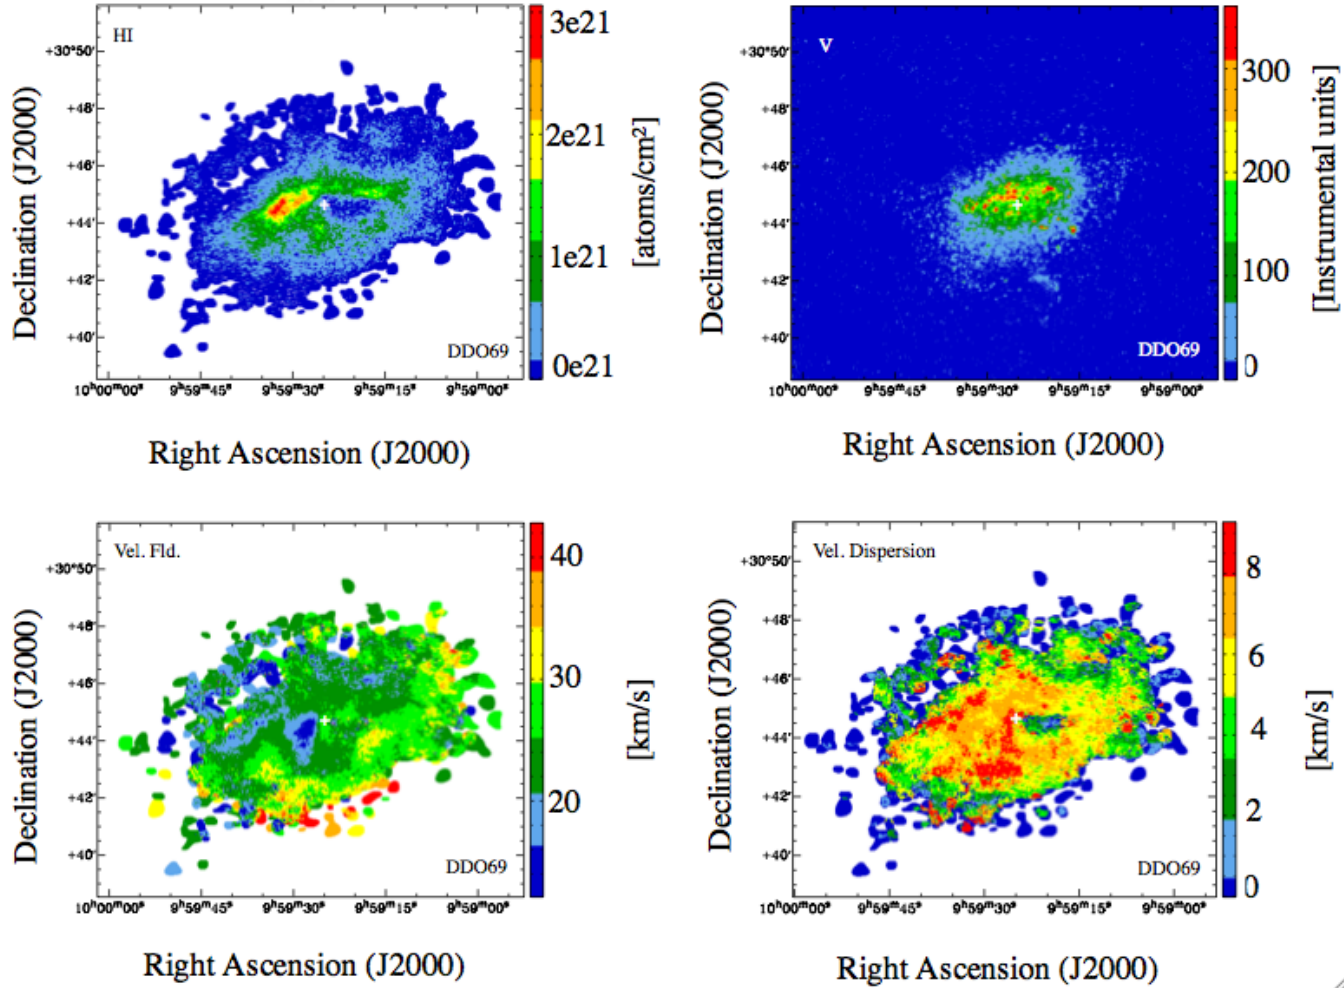 HI
+30°50'
+48'
+46'
+44'
+42'
+40'
Declination (J2000)
DDO69
10ʰ00ᵐ00ˢ 9ʰ59ᵐ45ˢ 9ʰ59ᵐ30ˢ 9ʰ59ᵐ15ˢ 9ʰ59ᵐ00ˢ
Right Ascension (J2000)
3e21
2e21
1e21
0e21
[atoms/cm²]
V
+30°50'
+48'
+46'
+44'
+42'
+40'
Declination (J2000)
DDO69
10ʰ00ᵐ00ˢ 9ʰ59ᵐ30ˢ 9ʰ59ᵐ15ˢ 9ʰ59ᵐ00ˢ
Right Ascension (J2000)
300
200
100
0
[Instrumental units]
Vel. Fld.
+30°50'
+48'
+46'
+44'
+42'
+40'
Declination (J2000)
DDO69
10ʰ00ᵐ00ˢ 9ʰ59ᵐ45ˢ 9ʰ59ᵐ30ˢ 9ʰ59ᵐ15ˢ 9ʰ59ᵐ00ˢ
Right Ascension (J2000)
40
30
20
[km/s]
Vel. Dispersion
+30°50'
+48'
+46'
+44'
+42'
+40'
Declination (J2000)
DDO69
10ʰ00ᵐ00ˢ 9ʰ59ᵐ45ˢ 9ʰ59ᵐ30ˢ 9ʰ59ᵐ15ˢ 9ʰ59ᵐ00ˢ
Right Ascension (J2000)
8
6
4
2
0
[km/s]